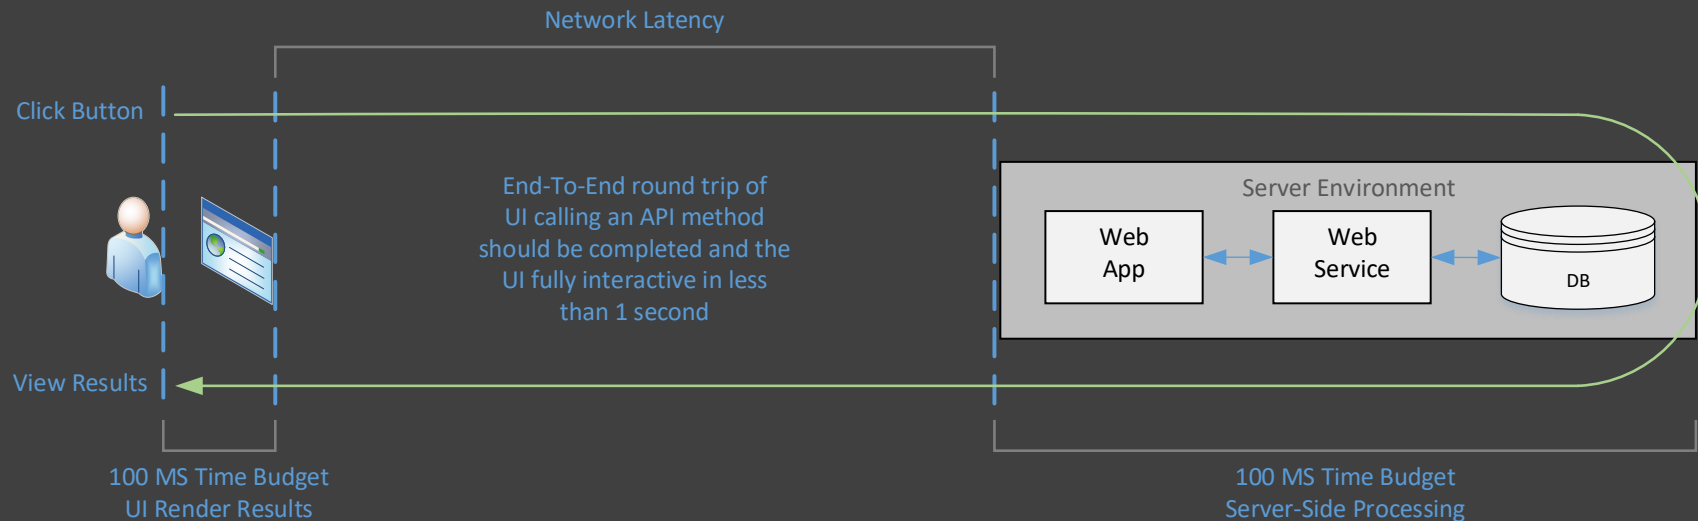 Network Latency
Click Button
End-To-End round trip of
UI calling an API method
should be completed and the
UI fully interactive in less
than 1 second
Server Environment
Web
App
Web
Service
DB
View Results
100 MS Time Budget
UI Render Results
100 MS Time Budget
Server-Side Processing